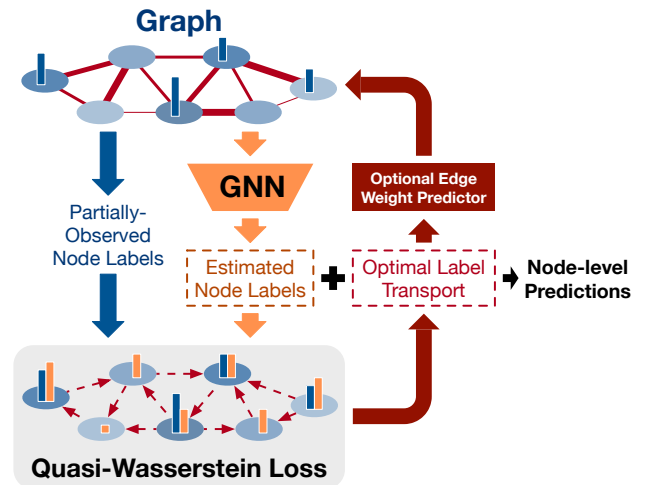 Graph
GNN
Optional Edge
Weight Predictor
Partially-
Observed
Node Labels
Estimated
Node Labels
Optimal Label
Transport
Node-level
Predictions
Quasi-Wasserstein Loss